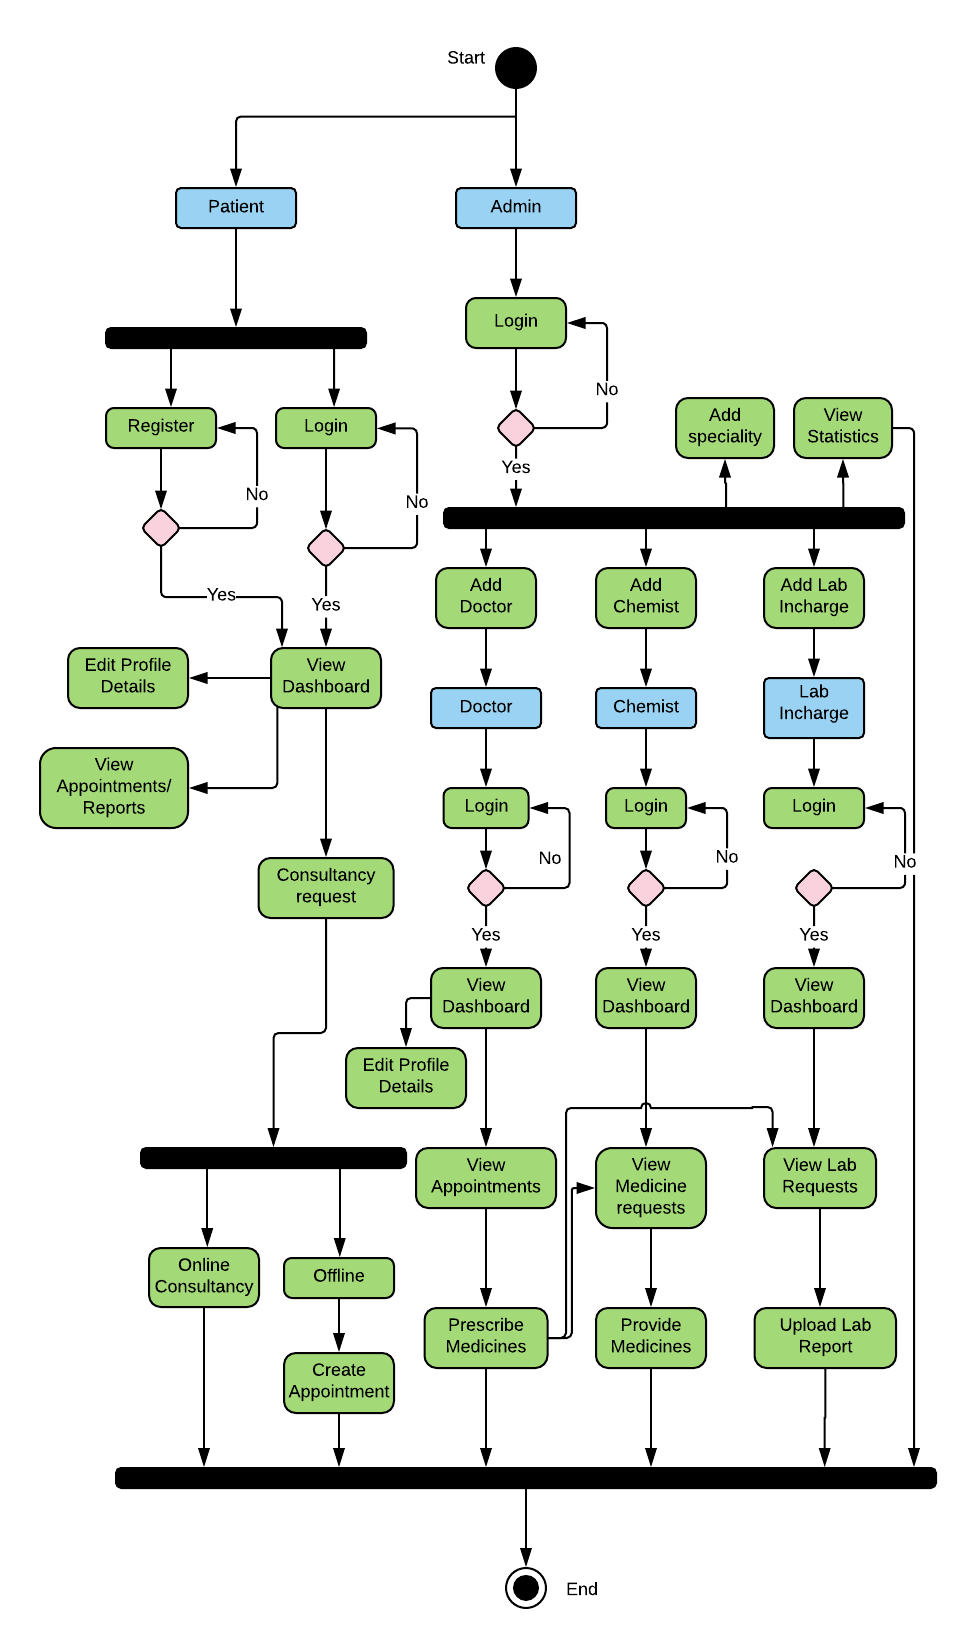 Start
Patient
Admin
Login
No
Register
Login
Add
speciality
View
Statistics
Yes
No
No
Yes
Yes
Add
Doctor
Add
Chemist
Add Lab
Incharge
Edit Profile
Details
View
Dashboard
Doctor
Chemist
Lab
Incharge
View
Appointments/
Reports
Login
Login
Login
No
No
No
Consultancy
request
Yes
Yes
Yes
View
Dashboard
View
Dashboard
View
Dashboard
Edit Profile
Details
View
Appointments
View
Medicine
requests
View Lab
Requests
Online
Consultancy
Offline
Prescribe
Medicines
Provide
Medicines
Upload Lab
Report
Create
Appointment
End